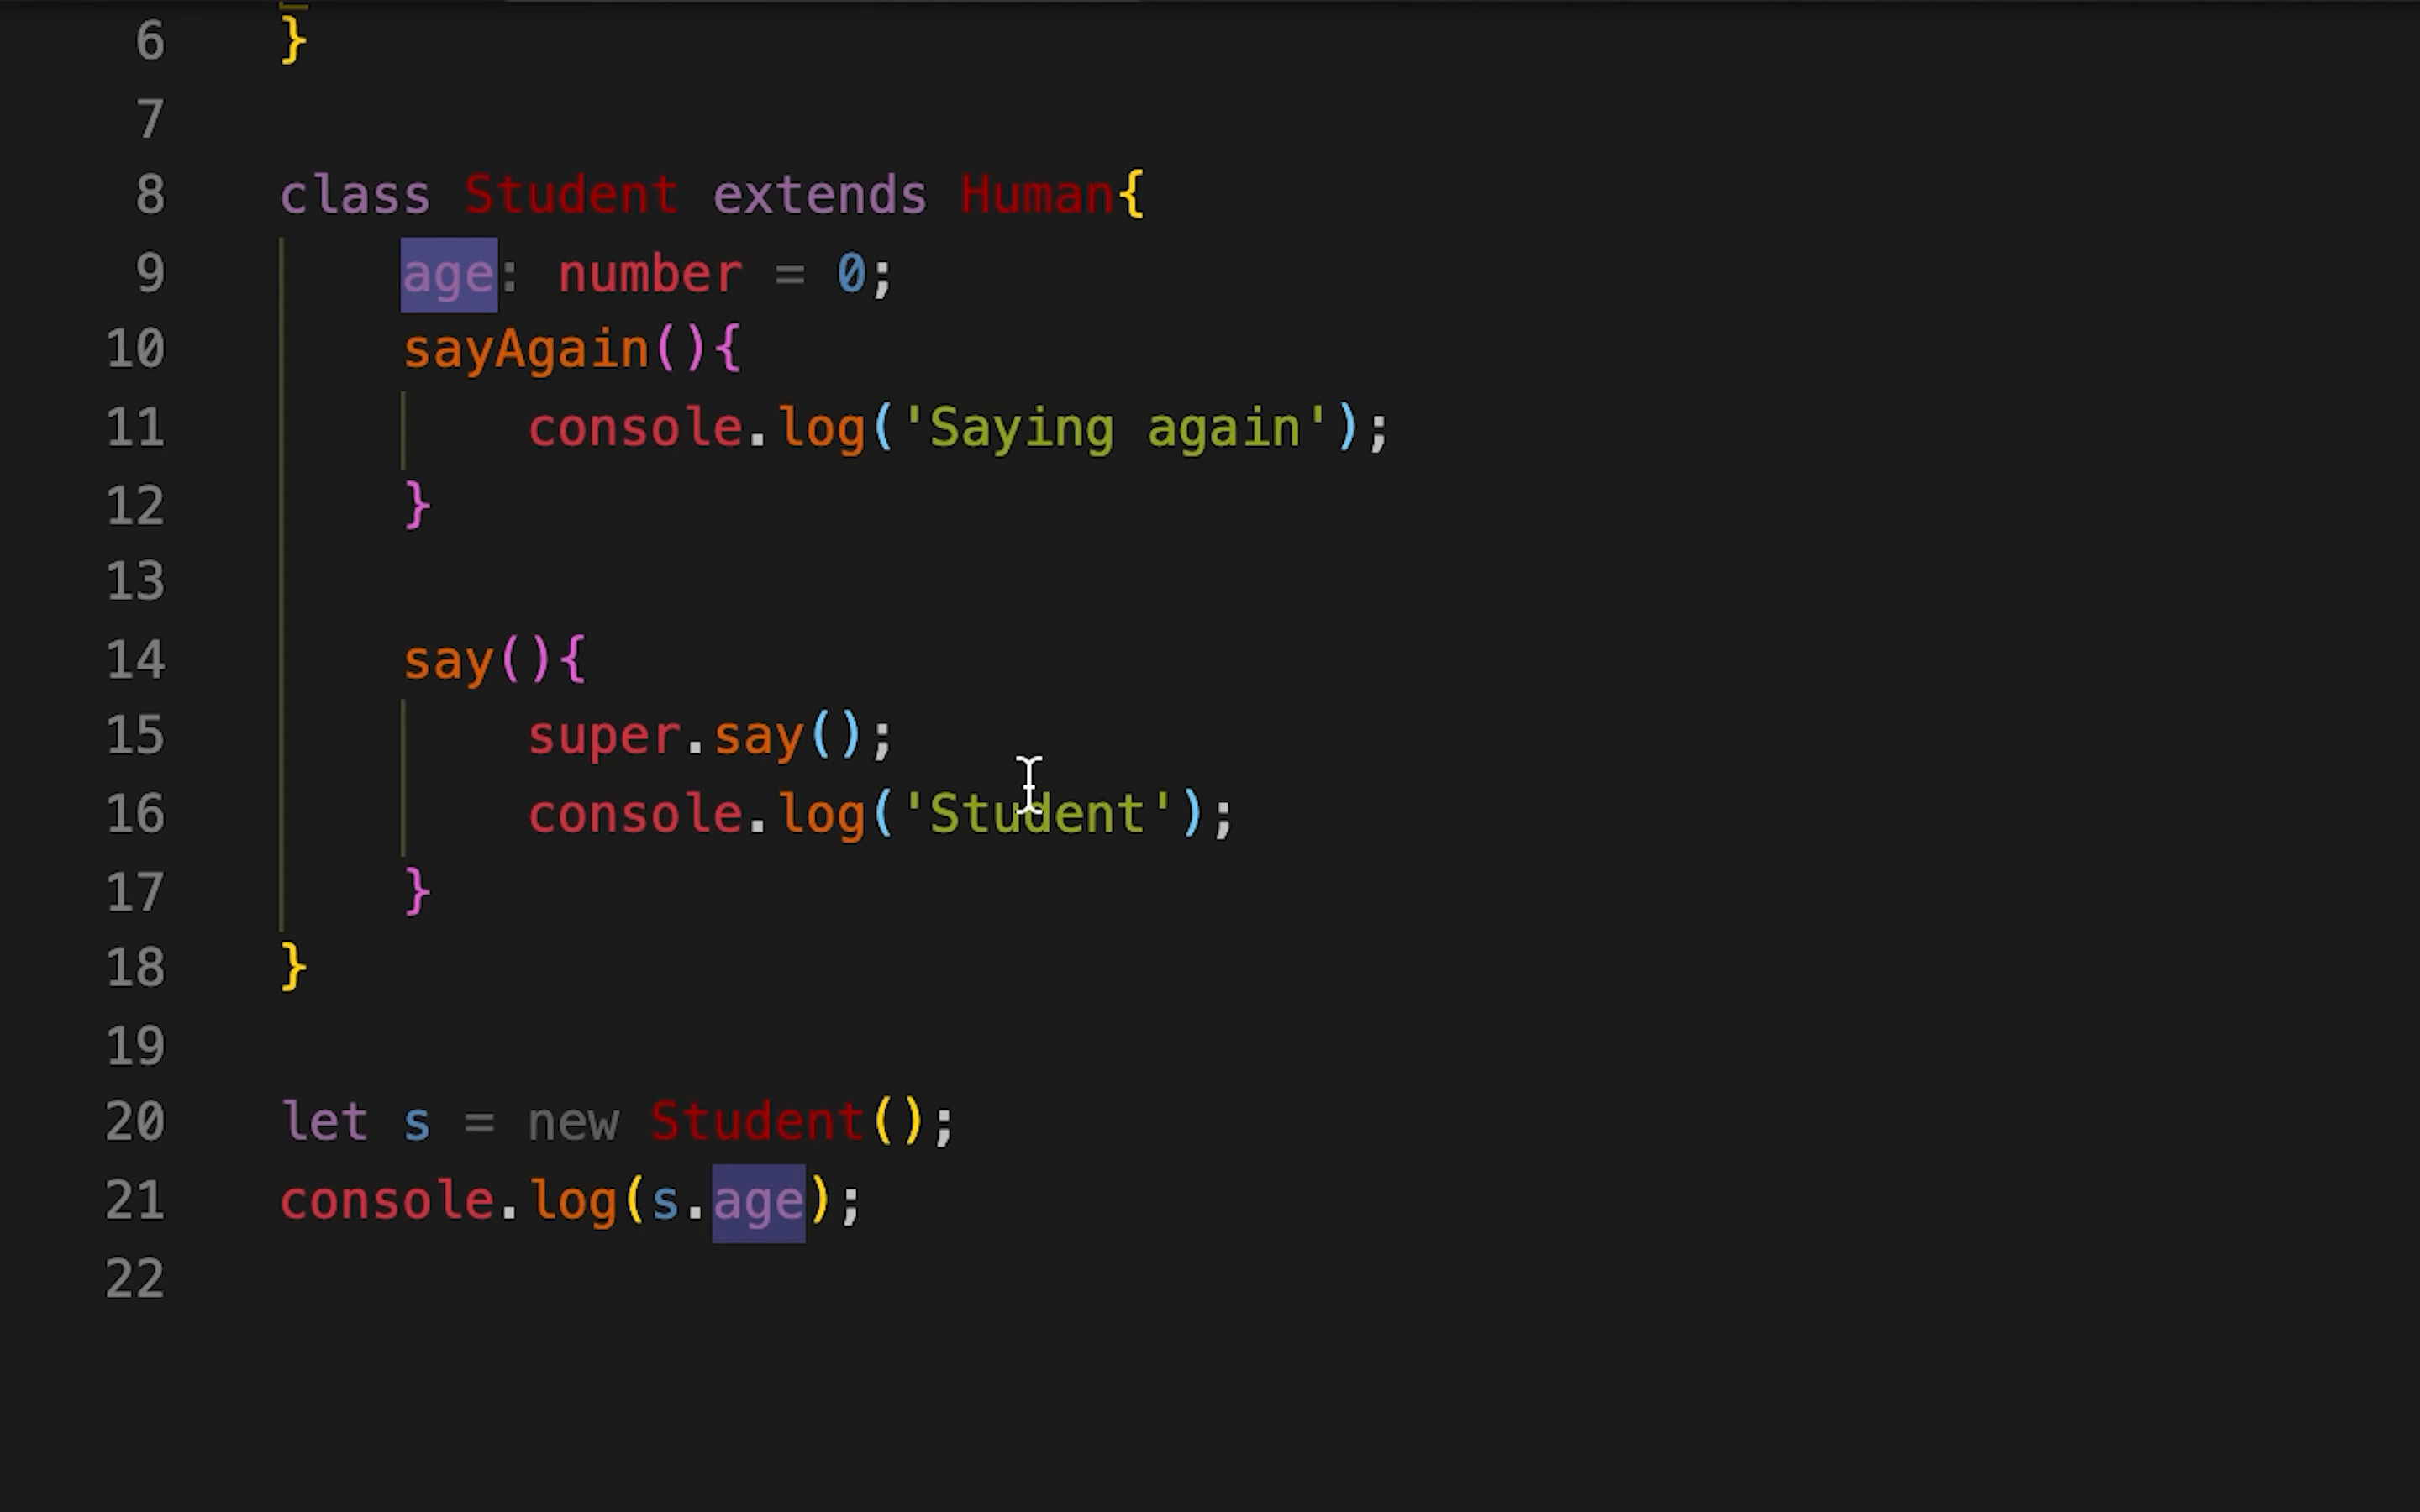 6 }
7
8 class Student extends Human{
9 age: number = 0;
10 sayAgain(){
11 console.log('Saying again');
12 }
13
14 say(){
15 super.say();
16 console.log('Student');
17 }
18 }
19
20 let s = new Student();
21 console.log(s.age);
22